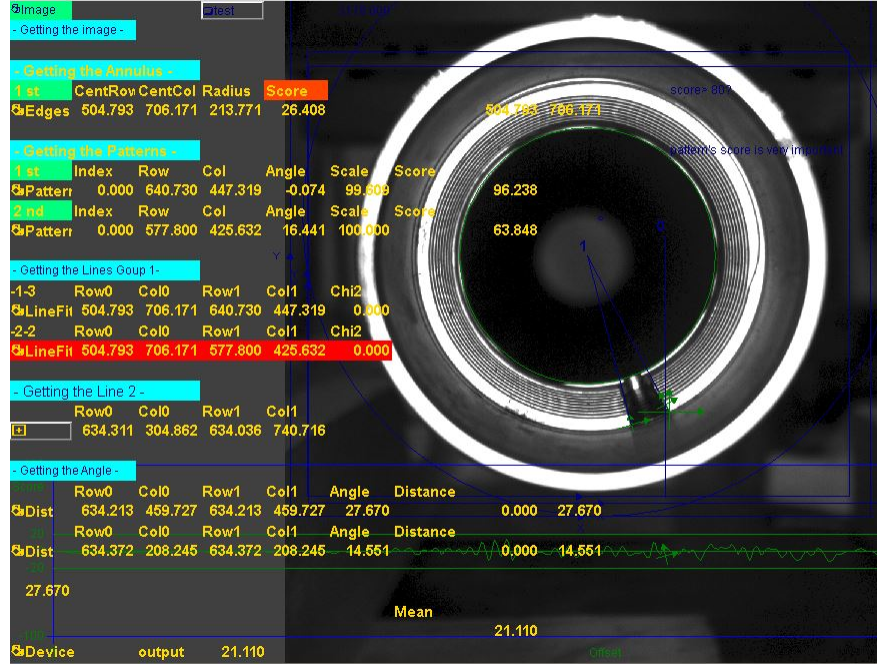 Image test
- Getting the image -
- Getting the Annulus -
1 st CentRow CentCol Radius Score score> 80?
Edges 504.793 706.171 213.771 26.408 504.793 706.171
- Getting the Patterns - pattern's score is very important
1 st Index Row Col Angle Scale Score
Pattern 0.000 640.730 447.319 -0.074 99.609 96.238
2 nd Index Row Col Angle Scale Score
Pattern 0.000 577.800 425.632 16.441 100.000 63.848
1
Y
- Getting the Lines Goup 1-
-1-3 Row0 Col0 Row1 Col1 Chi2
LineFit 504.793 706.171 640.730 447.319 0.000
-2-2 Row0 Col0 Row1 Col1 Chi2
LineFit 504.793 706.171 577.800 425.632 0.000
- Getting the Line 2 -
Row0 Col0 Row1 Col1
634.311 304.862 634.036 740.716
- Getting the Angle -
Row0 Col0 Row1 Col1 Angle Distance
Dist 634.213 459.727 634.213 459.727 27.670 0.000 27.670
Row0 Col0 Row1 Col1 Angle Distance
Dist 634.372 208.245 634.372 208.245 14.551 0.000 14.551
27.670
Mean
21.110
Device output 21.110 Offset